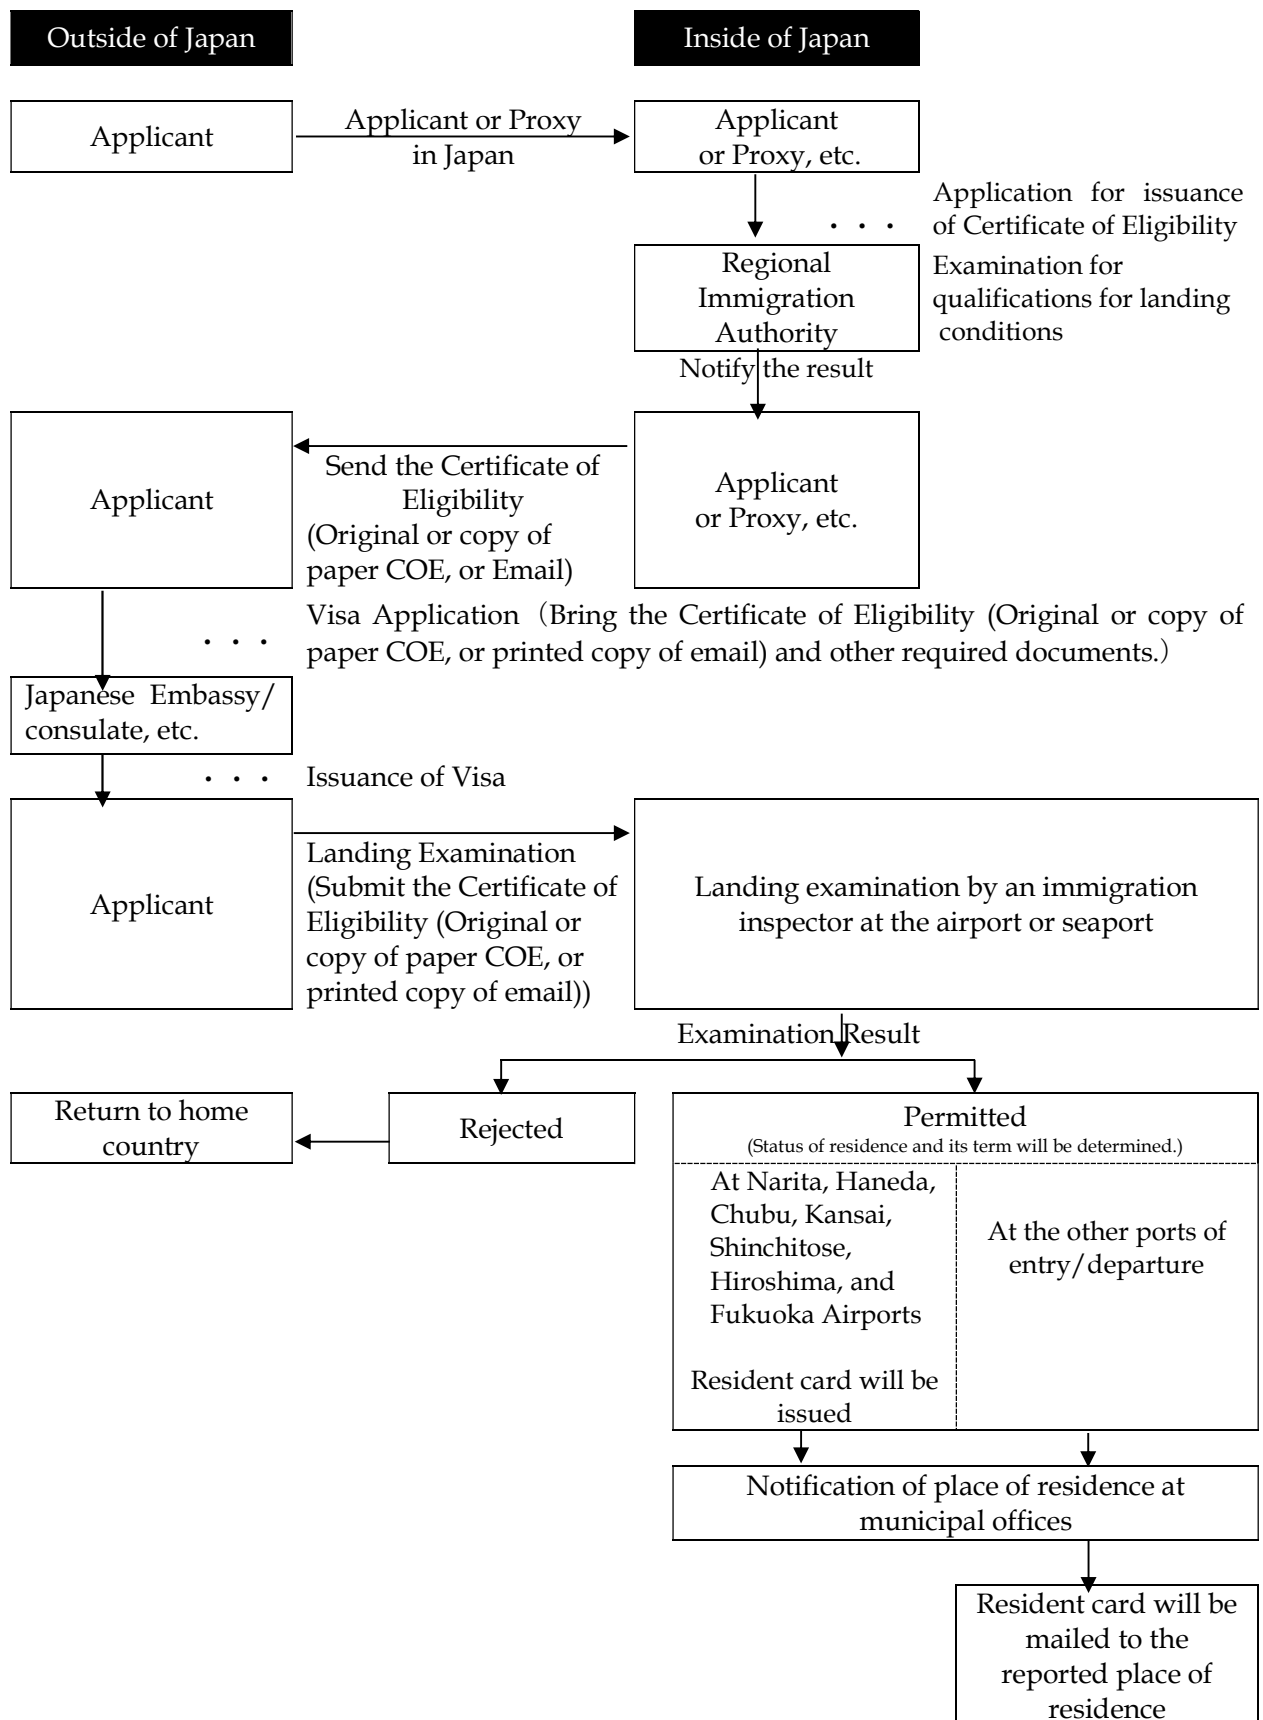 Outside of Japan
Inside of Japan
Applicant
Applicant or Proxy
in Japan
Applicant
or Proxy, etc.
・・・
Application for issuance
of Certificate of Eligibility
Regional
Immigration
Authority
Examination for
qualifications for landing
conditions
Notify the result
Applicant
Send the Certificate of
Eligibility
(Original or copy of
paper COE, or Email)
Applicant
or Proxy, etc.
・・・
Visa Application（Bring the Certificate of Eligibility (Original or copy of
paper COE, or printed copy of email) and other required documents.）
Japanese Embassy/
consulate, etc.
・・・ Issuance of Visa
Applicant
Landing Examination
(Submit the Certificate of
Eligibility (Original or
copy of paper COE, or
printed copy of email))
Landing examination by an immigration
inspector at the airport or seaport
Examination Result
Return to home
country
Rejected
Permitted
(Status of residence and its term will be determined.)
At Narita, Haneda,
Chubu, Kansai,
Shinchitose,
Hiroshima, and
Fukuoka Airports
Resident card will be
issued
At the other ports of
entry/departure
Notification of place of residence at
municipal offices
Resident card will be
mailed to the
reported place of
residence